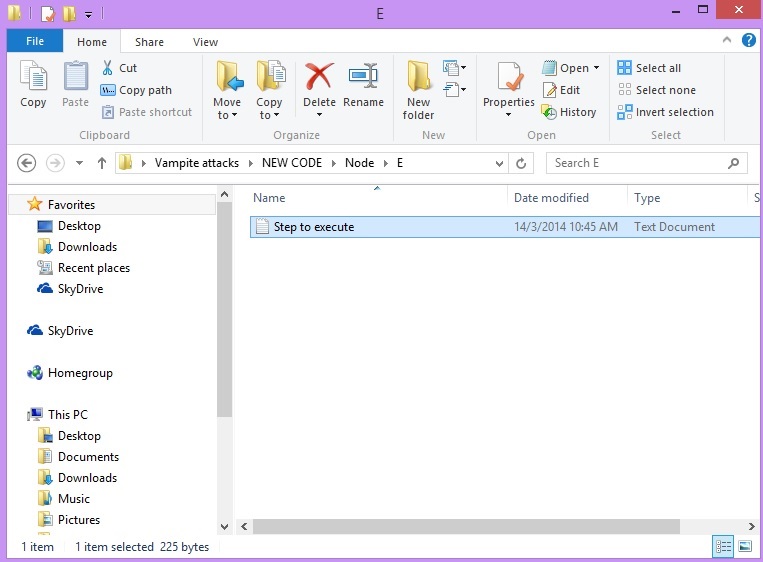 E
File Home Share View
Copy Paste Cut Copy path Paste shortcut
Clipboard
Move to Copy to Delete Rename
Organize
New folder
New
Properties Open Edit History
Open
Select all Select none Invert selection
Select
Vampite attacks NEW CODE Node E
Search E
Name Date modified Type S
Step to execute 14/3/2014 10:45 AM Text Document
Favorites
Desktop
Downloads
Recent places
SkyDrive
SkyDrive
Homegroup
This PC
Desktop
Documents
Downloads
Music
Pictures
1 item 1 item selected 225 bytes